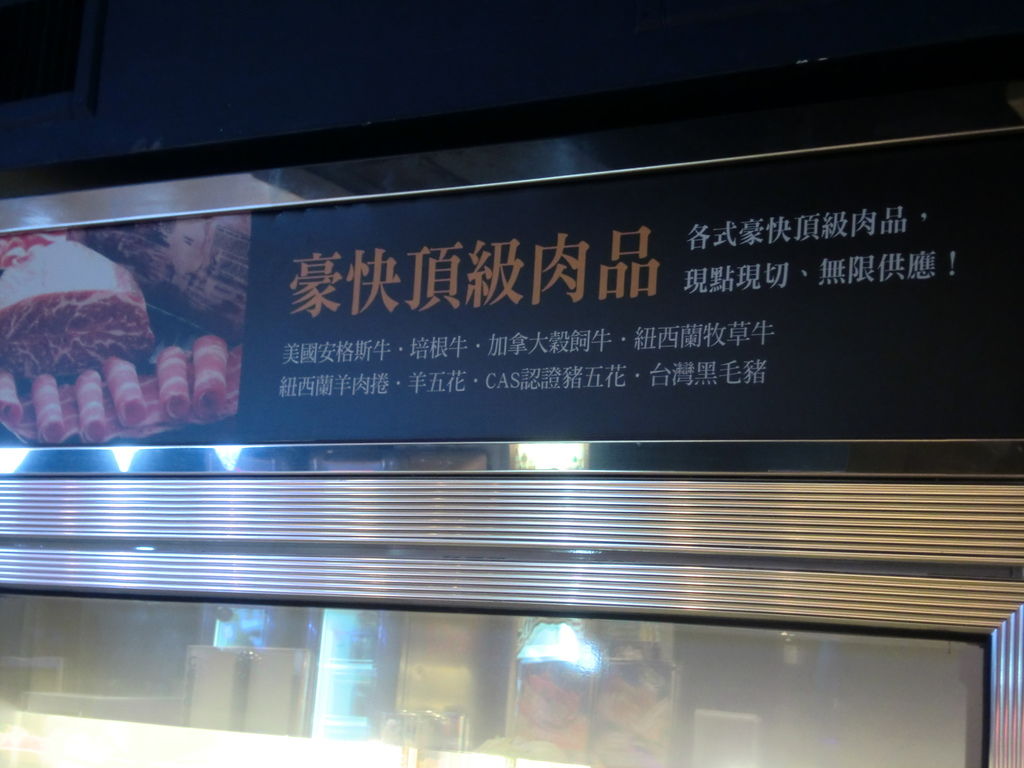 豪快頂級肉品
各式豪快頂級肉品，
現點現切、無限供應！
美國安格斯牛·培根牛·加拿大穀飼牛·紐西蘭牧草牛
紐西蘭羊肉捲·羊五花·CAS認證豬五花·台灣黑毛豬